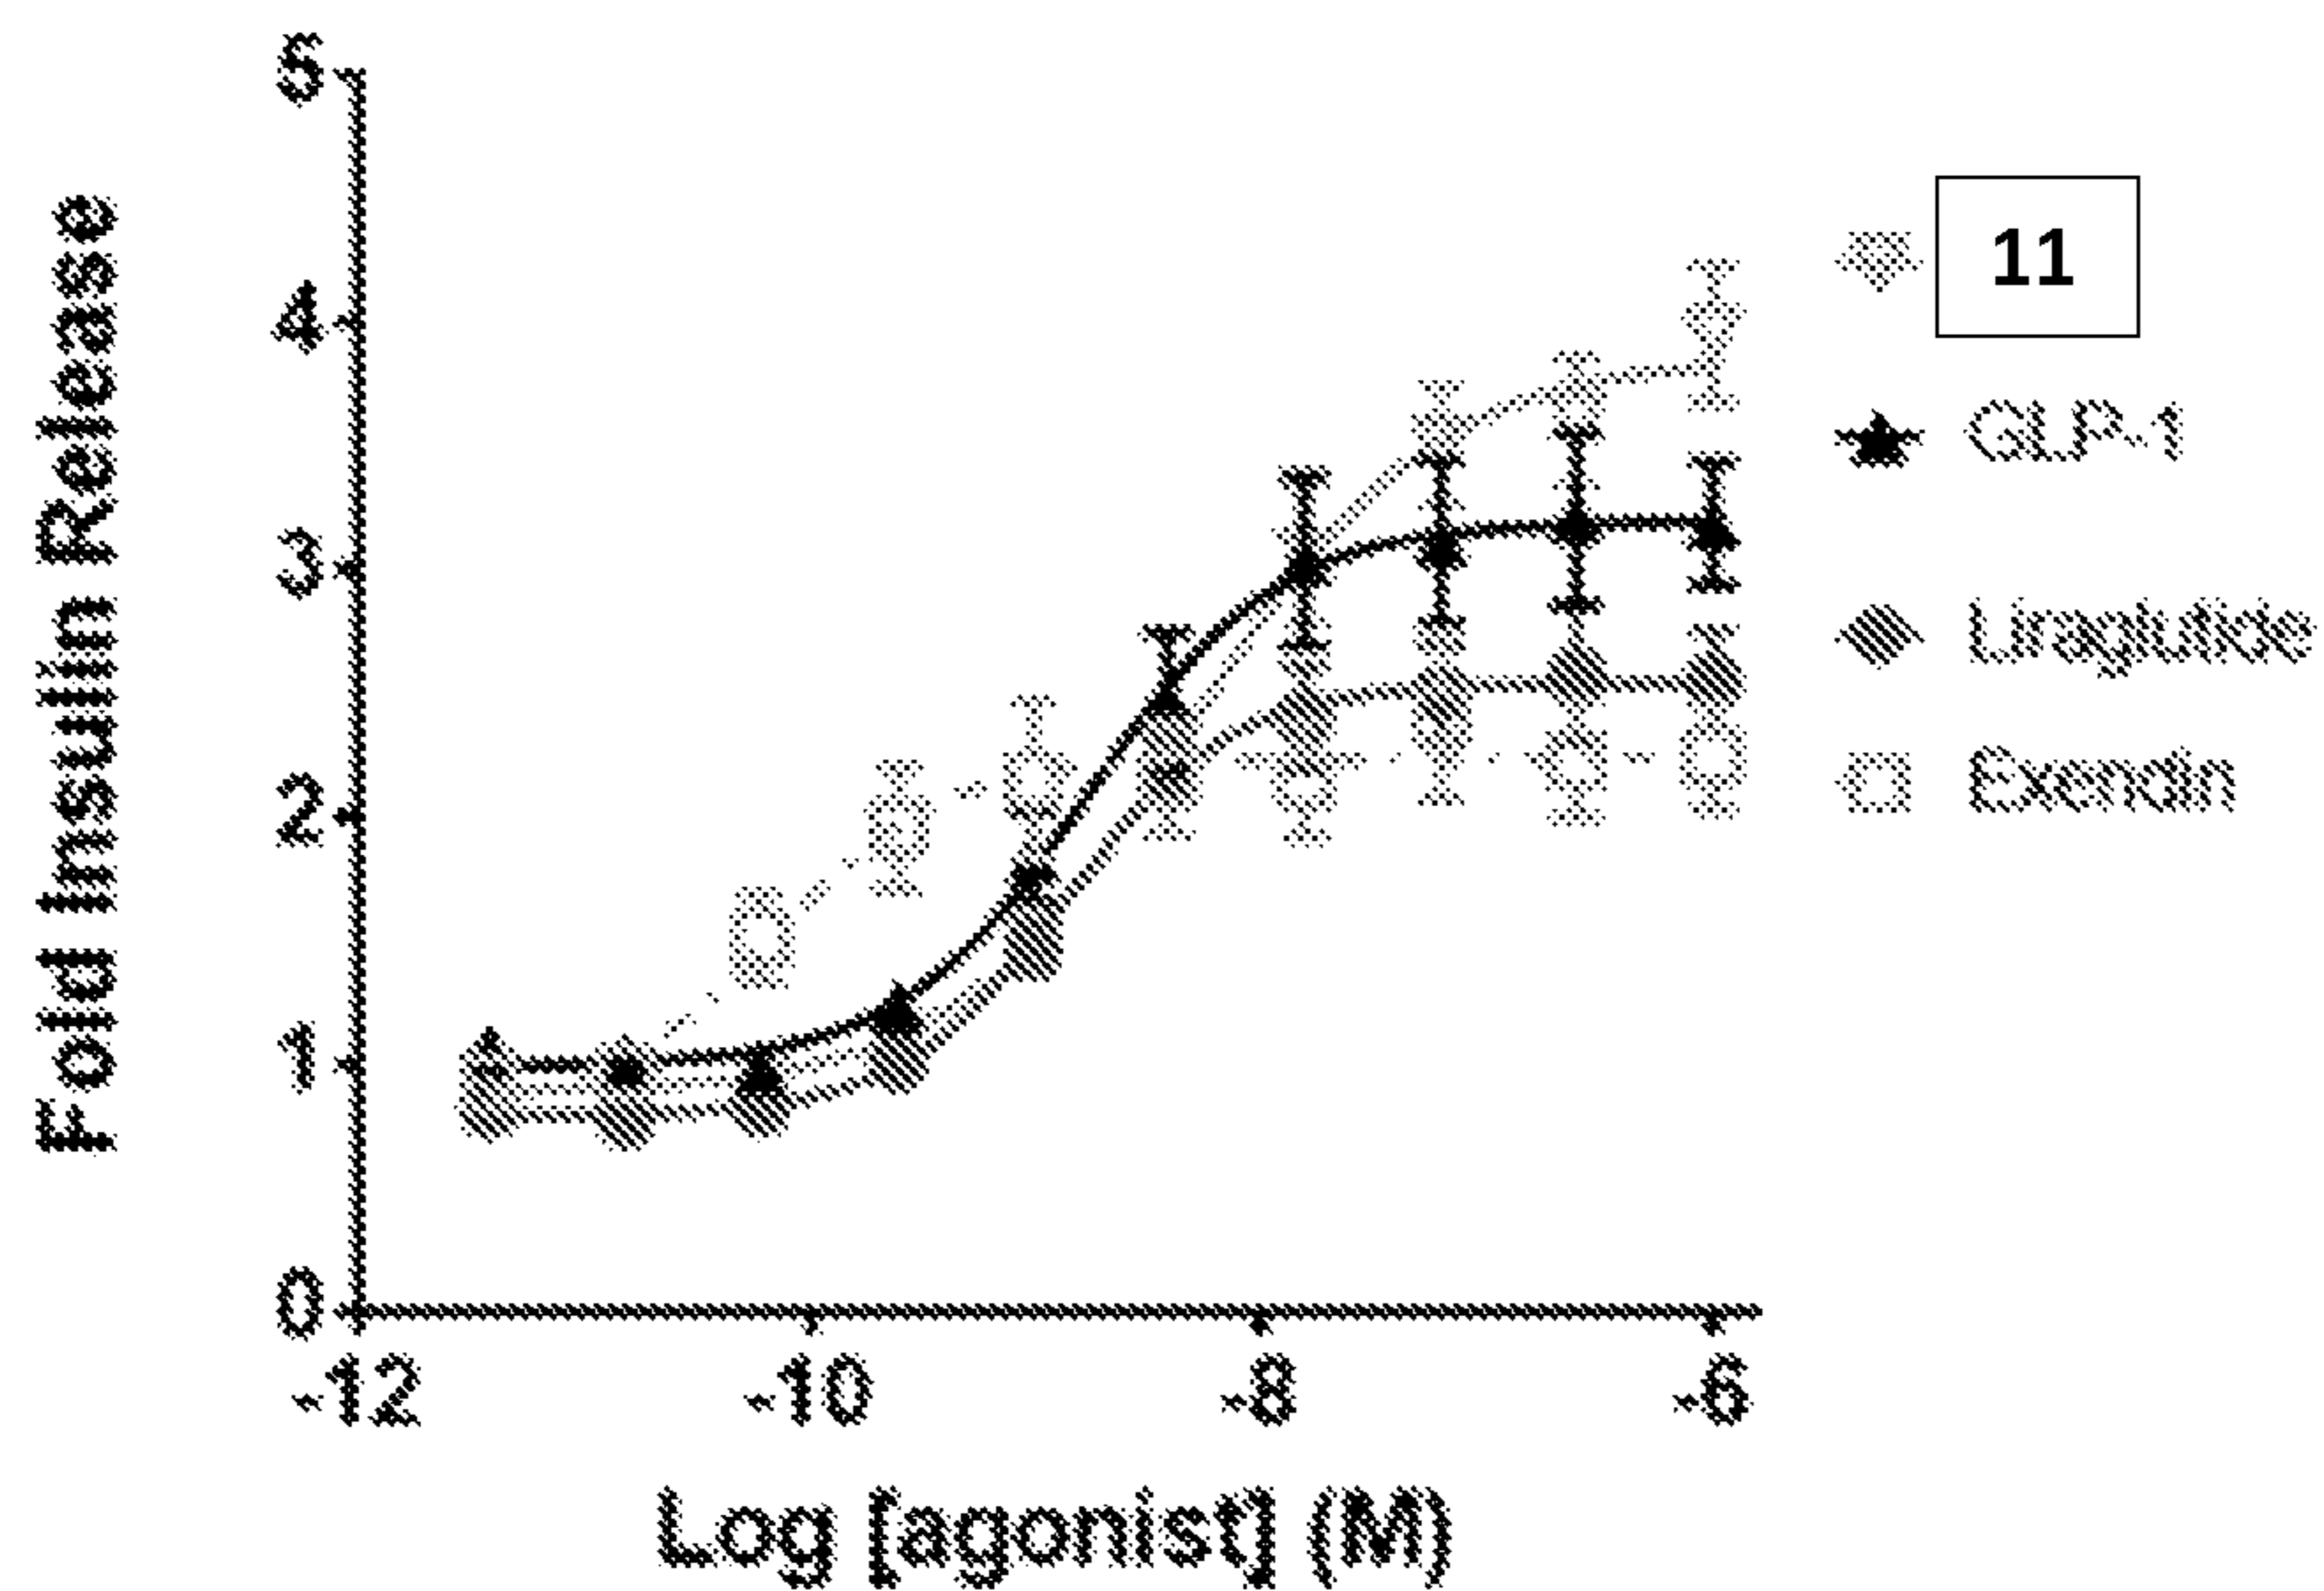 Fold Insulin Release
5
4
3
2
1
0
-12 -10 -8 -6
Log [agonist] (M)
11
GLP-1
Liraglutide
Exendin